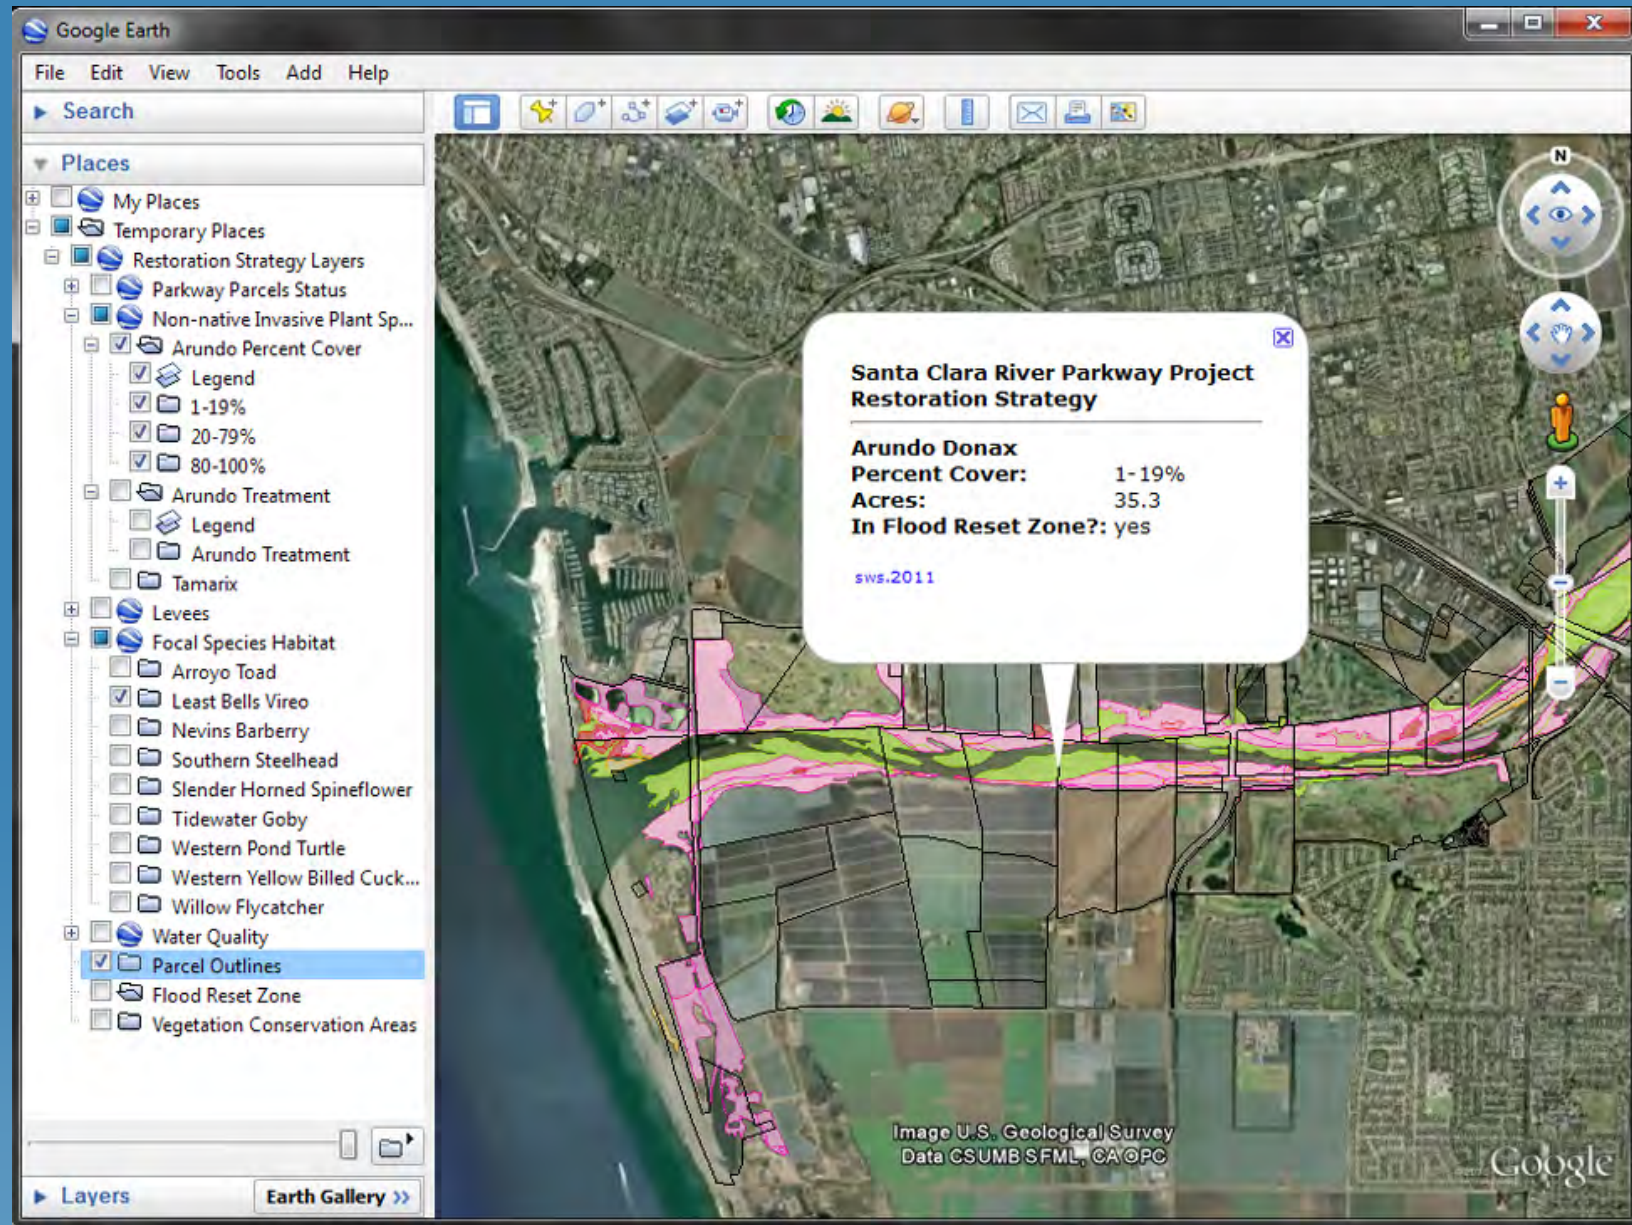 Google Earth
File Edit View Tools Add Help
Search
Places
My Places
Temporary Places
Restoration Strategy Layers
Parkway Parcels Status
Non-native Invasive Plant Sp...
Arundo Percent Cover
Legend
1-19%
20-79%
80-100%
Arundo Treatment
Legend
Arundo Treatment
Tamarix
Levees
Focal Species Habitat
Arroyo Toad
Least Bells Vireo
Nevins Barberry
Southern Steelhead
Slender Horned Spineflower
Tidewater Goby
Western Pond Turtle
Western Yellow Billed Cuck...
Willow Flycatcher
Water Quality
Parcel Outlines
Flood Reset Zone
Vegetation Conservation Areas
Layers
Earth Gallery >>
N
Santa Clara River Parkway Project
Restoration Strategy
Arundo Donax
Percent Cover: 1-19%
Acres: 35.3
In Flood Reset Zone?: yes
sws.2011
Image U.S. Geological Survey
Data CSUMB SFML, CA OPC
Google